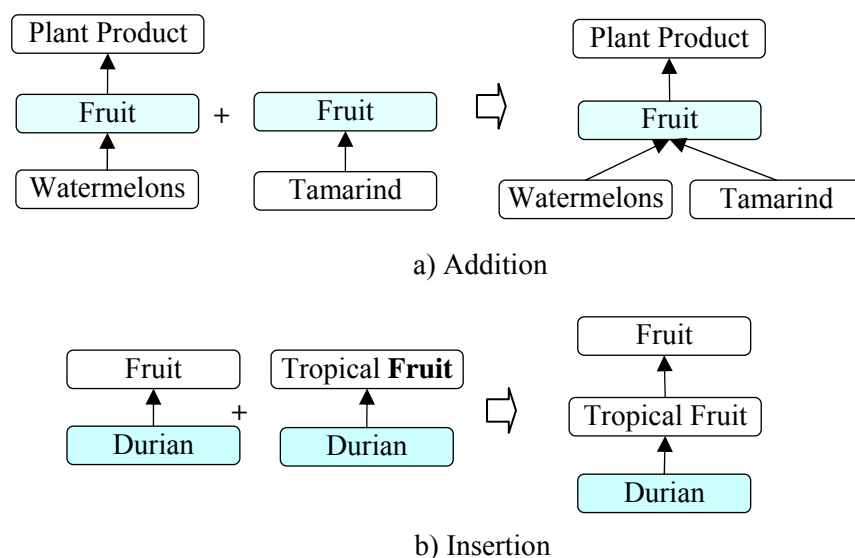 Plant Product
Fruit
Watermelons
+
Fruit
Tamarind
Plant Product
Fruit
Watermelons
Tamarind
a) Addition
Fruit
Durian
+
Tropical Fruit
Durian
Fruit
Tropical Fruit
Durian
b) Insertion